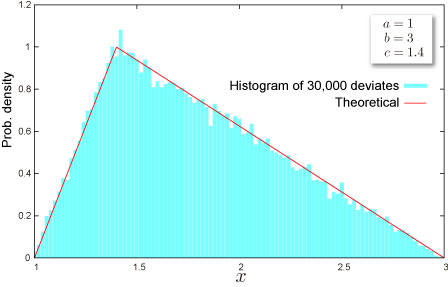 1.2
1
0.8
0.6
0.4
0.2
0
Prob. density
a = 1
b = 3
c = 1.4
Histogram of 30,000 deviates
Theoretical
1 1.5 2 2.5 3
x